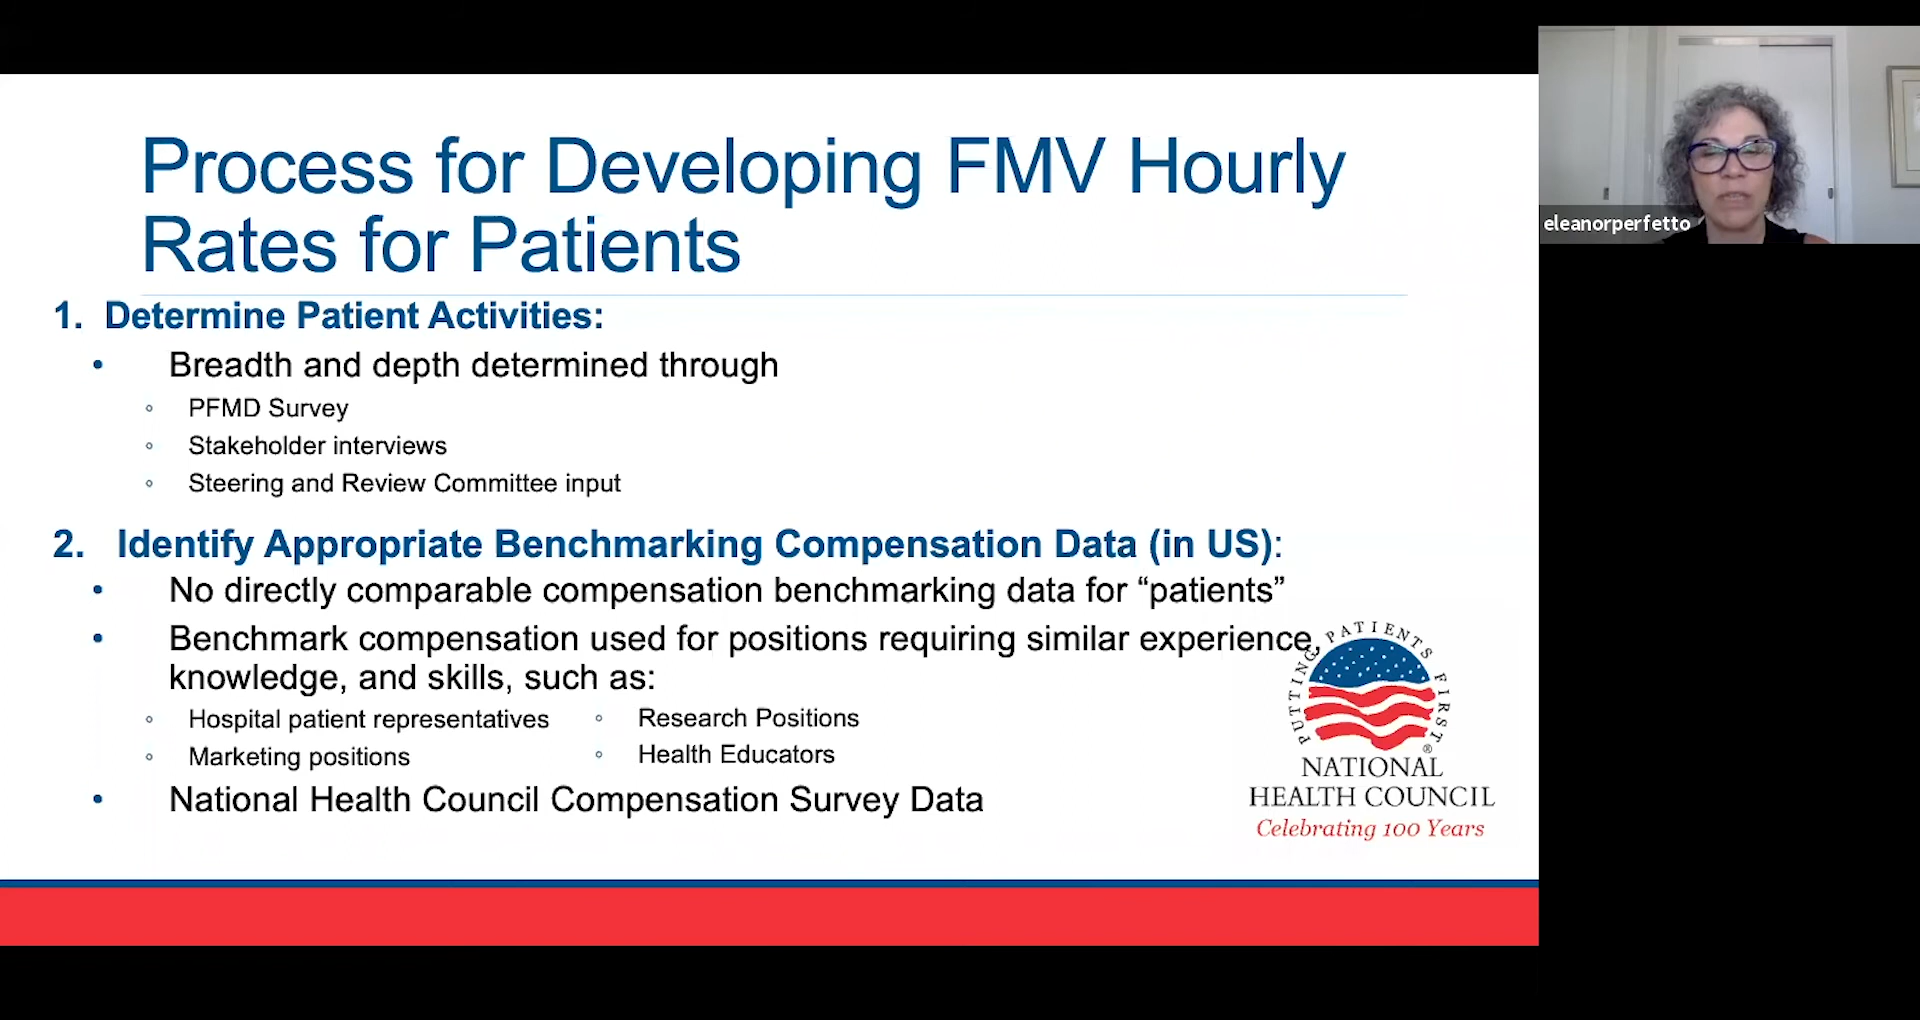 Process for Developing FMV Hourly
Rates for Patients
1. Determine Patient Activities:
• Breadth and depth determined through
◦ PFMD Survey
◦ Stakeholder interviews
◦ Steering and Review Committee input
2. Identify Appropriate Benchmarking Compensation Data (in US):
• No directly comparable compensation benchmarking data for “patients”
• Benchmark compensation used for positions requiring similar experience,
knowledge, and skills, such as:
◦ Hospital patient representatives
◦ Marketing positions
◦ Research Positions
◦ Health Educators
• National Health Council Compensation Survey Data
PUTTING PATIENTS FIRST
®
NATIONAL
HEALTH COUNCIL
Celebrating 100 Years
eleanorperfetto